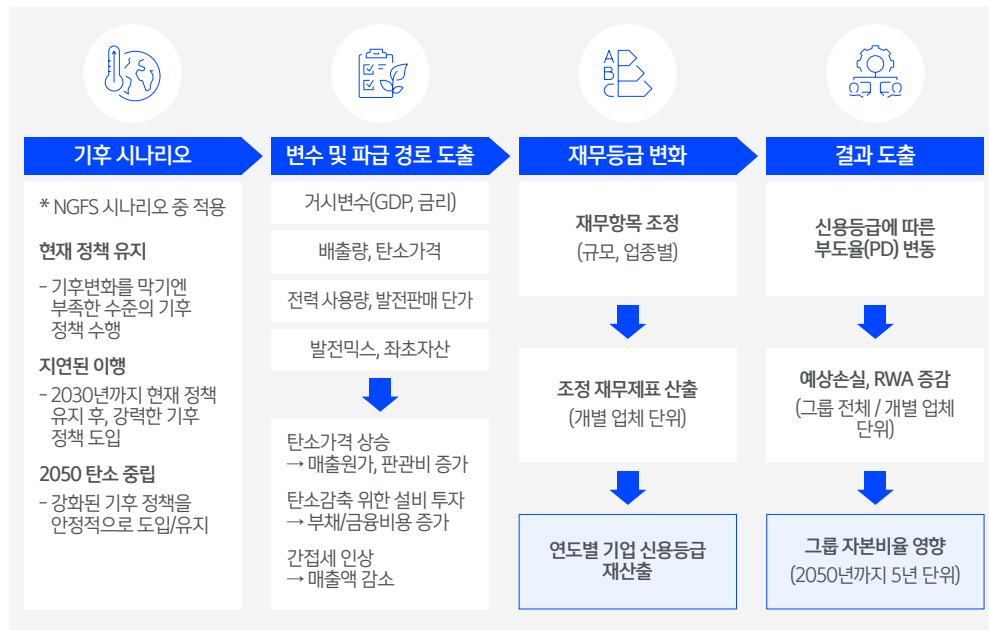 A
B
C
기후 시나리오
* NGFS 시나리오 중 적용
현재 정책 유지
- 기후변화를 막기엔
부족한 수준의 기후
정책 수행
지연된 이행
- 2030년까지 현재 정책
유지 후, 강력한 기후
정책 도입
2050 탄소 중립
- 강화된 기후 정책을
안정적으로 도입/유지
변수 및 파급 경로 도출
거시변수(GDP, 금리)
배출량, 탄소가격
전력 사용량, 발전판매 단가
발전믹스, 좌초자산
탄소가격 상승
→ 매출원가, 판관비 증가
탄소감축 위한 설비 투자
→ 부채/금융비용 증가
간접세 인상
→ 매출액 감소
재무등급 변화
재무항목 조정
(규모, 업종별)
조정 재무제표 산출
(개별 업체 단위)
연도별 기업 신용등급
재산출
결과 도출
신용등급에 따른
부도율(PD) 변동
예상손실, RWA 증감
(그룹 전체 / 개별 업체
단위)
그룹 자본비율 영향
(2050년까지 5년 단위)